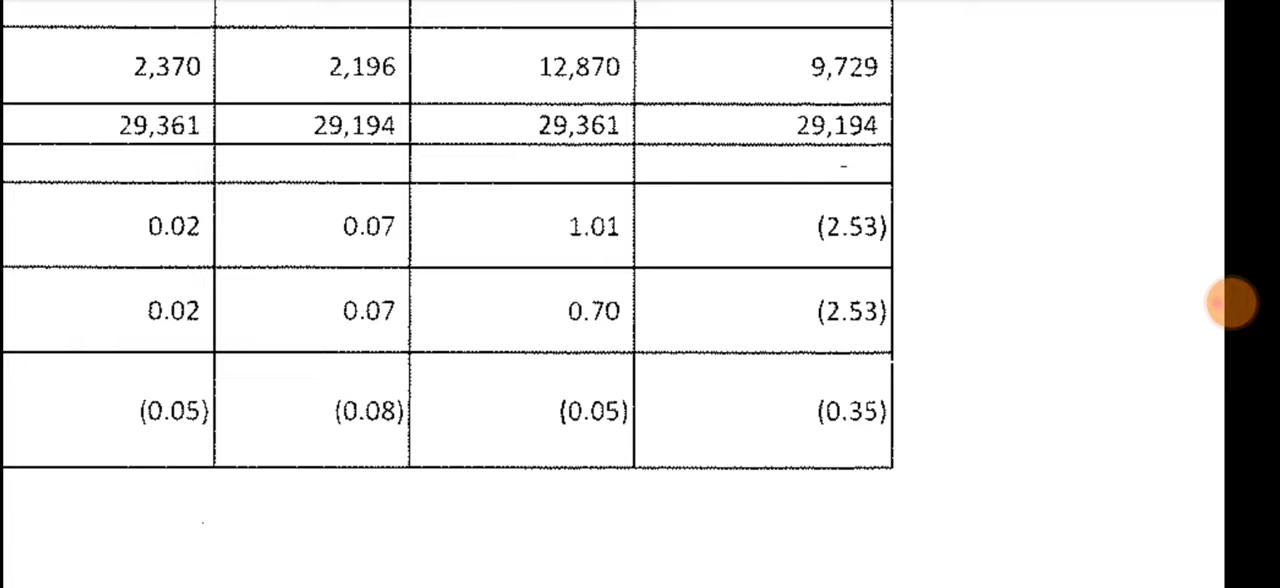 2,370 2,196 12,870 9,729
29,361 29,194 29,361 29,194
-
0.02 0.07 1.01 (2.53)
0.02 0.07 0.70 (2.53)
(0.05) (0.08) (0.05) (0.35)